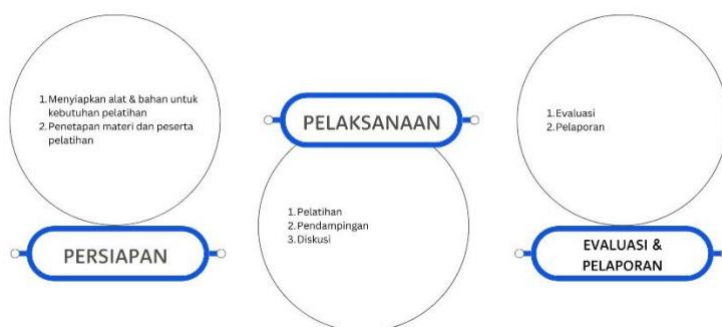 1. Menyiapkan alat & bahan untuk
kebutuhan pelatihan
2. Penetapan materi dan peserta
pelatihan
PERSIAPAN
PELAKSANAAN
1. Pelatihan
2. Pendampingan
3. Diskusi
1. Evaluasi
2. Pelaporan
EVALUASI &
PELAPORAN